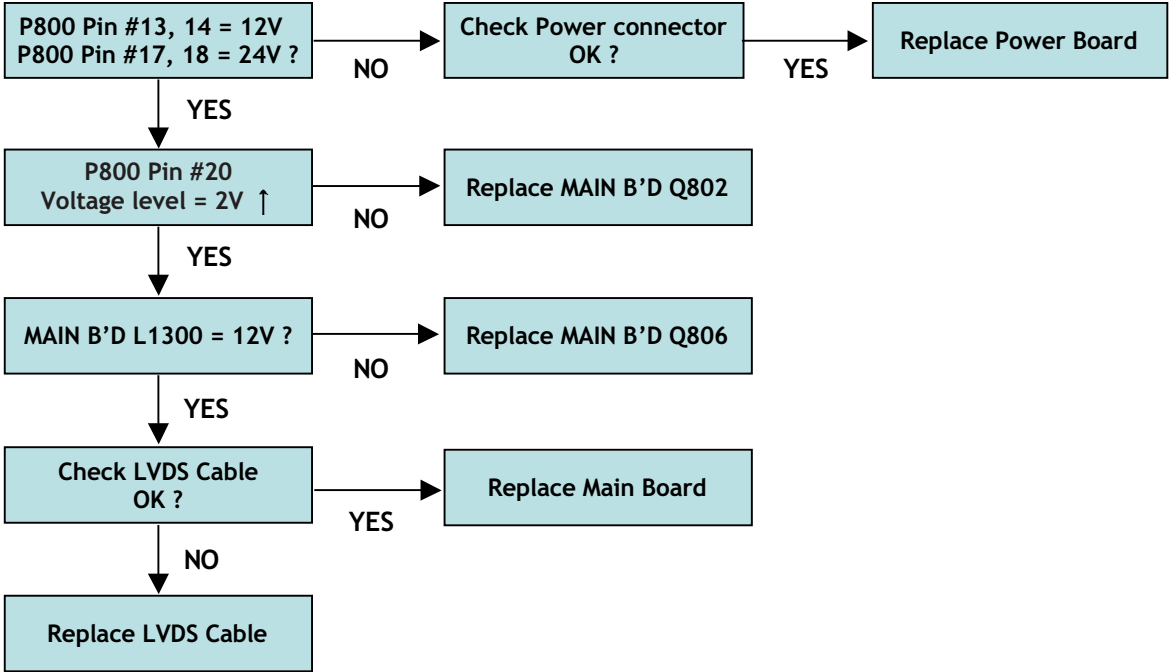 P800 Pin #13, 14 = 12V
P800 Pin #17, 18 = 24V ?
NO
Check Power connector
OK ?
YES
Replace Power Board
YES
P800 Pin #20
Voltage level = 2V ↑
NO
Replace MAIN B’D Q802
YES
MAIN B’D L1300 = 12V ?
NO
Replace MAIN B’D Q806
YES
Check LVDS Cable
OK ?
YES
Replace Main Board
NO
Replace LVDS Cable